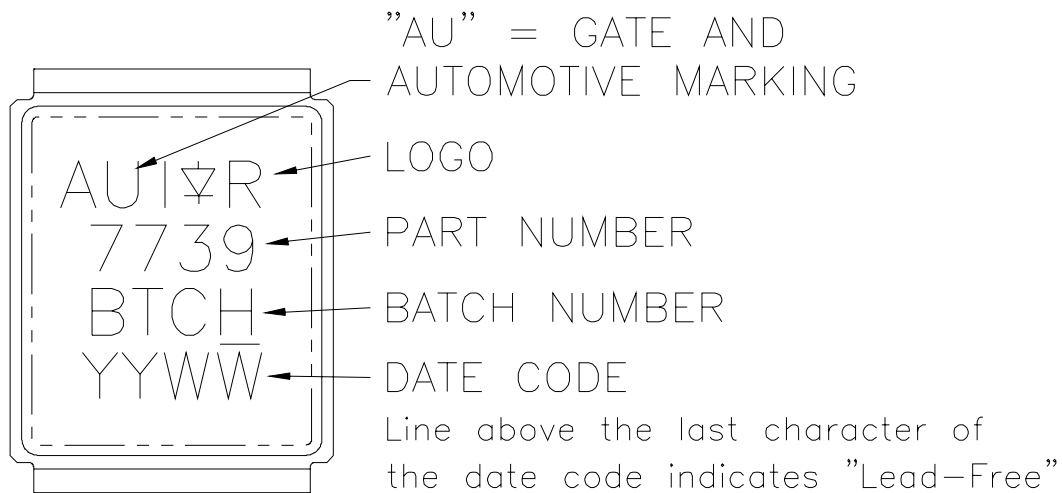 "AU" = GATE AND
AUTOMOTIVE MARKING
AUI R
LOGO
7739
PART NUMBER
BTCH
BATCH NUMBER
YYWW
DATE CODE
Line above the last character of
the date code indicates "Lead-Free"